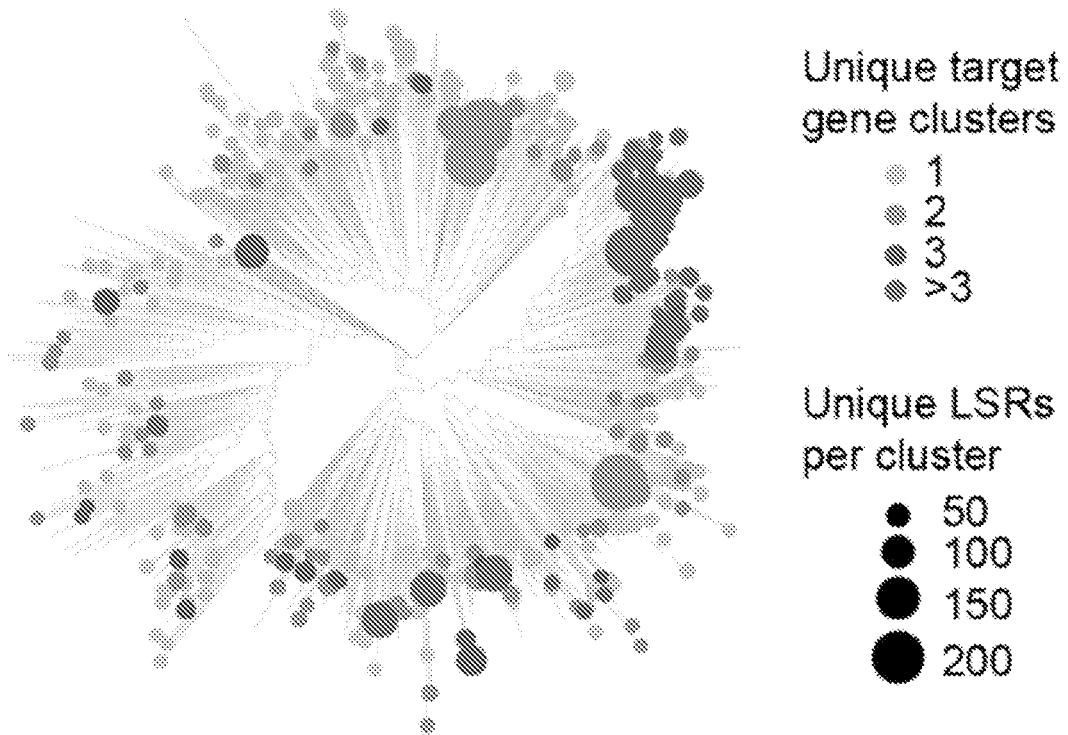 Unique target
gene clusters
1
2
3
>3
Unique LSRs
per cluster
50
100
150
200